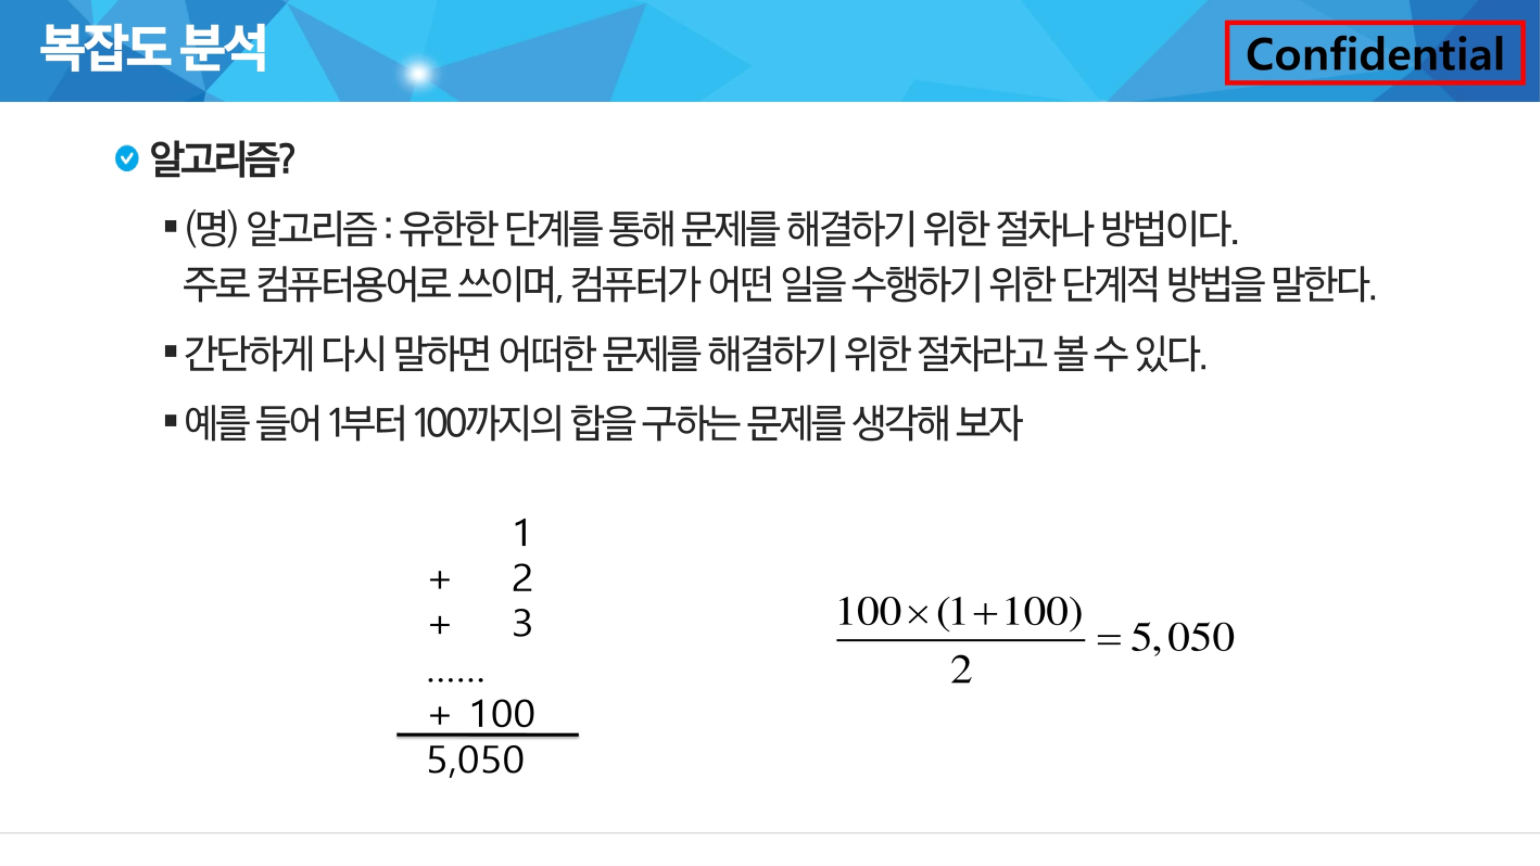 복잡도 분석
Confidential
알고리즘?
▪ (명) 알고리즘 : 유한한 단계를 통해 문제를 해결하기 위한 절차나 방법이다.
주로 컴퓨터용어로 쓰이며, 컴퓨터가 어떤 일을 수행하기 위한 단계적 방법을 말한다.
▪ 간단하게 다시 말하면 어떠한 문제를 해결하기 위한 절차라고 볼 수 있다.
▪ 예를 들어 1부터 100까지의 합을 구하는 문제를 생각해 보자
1
+ 2
+ 3
......
+ 100
5,050
100×(1+100)
2
= 5,050